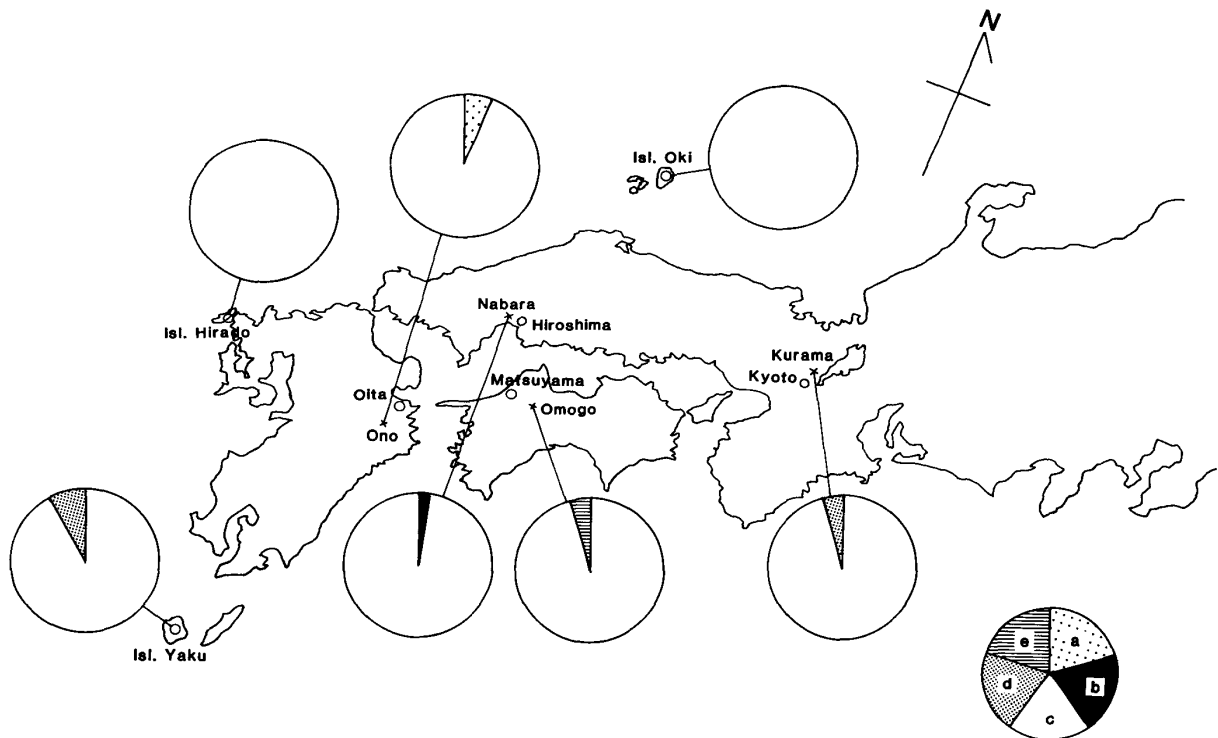 N
Isl. Oki
Nabara
Hiroshima
Isl. Hirado
Kurama
Kyoto
Matsuyama
Oita
Omogo
Ono
Isl. Yaku
e
a
d
b
c